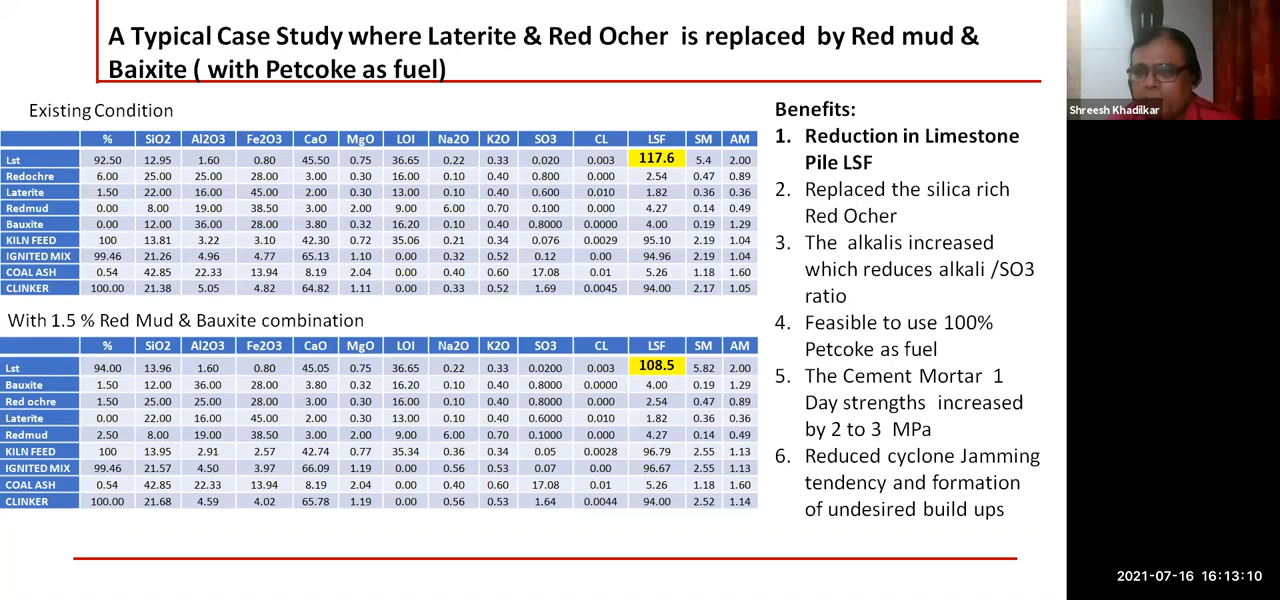 A Typical Case Study where Laterite & Red Ocher is replaced by Red mud &
Baixite ( with Petcoke as fuel)
Existing Condition
% SiO2 Al2O3 Fe2O3 CaO MgO LOI Na2O K2O SO3 CL LSF SM AM
Lst 92.50 12.95 1.60 0.80 45.50 0.75 36.65 0.22 0.33 0.020 0.003 117.6 5.4 2.00
Redochre 6.00 25.00 25.00 28.00 3.00 0.30 16.00 0.10 0.40 0.800 0.000 2.54 0.47 0.89
Laterite 1.50 22.00 16.00 45.00 2.00 0.30 13.00 0.10 0.40 0.600 0.010 1.82 0.36 0.36
Redmud 0.00 8.00 19.00 38.50 3.00 2.00 9.00 6.00 0.70 0.100 0.000 4.27 0.14 0.49
Bauxite 0.00 12.00 36.00 28.00 3.80 0.32 16.20 0.10 0.40 0.8000 0.0000 4.00 0.19 1.29
KILN FEED 100 13.81 3.22 3.10 42.30 0.72 35.06 0.21 0.34 0.076 0.0029 95.10 2.19 1.04
IGNITED MIX 99.46 21.26 4.96 4.77 65.13 1.10 0.00 0.32 0.52 0.12 0.00 94.96 2.19 1.04
COAL ASH 0.54 42.85 22.33 13.94 8.19 2.04 0.00 0.40 0.60 17.08 0.01 5.26 1.18 1.60
CLINKER 100.00 21.38 5.05 4.82 64.82 1.11 0.00 0.33 0.52 1.69 0.0045 94.00 2.17 1.05
With 1.5 % Red Mud & Bauxite combination
% SiO2 Al2O3 Fe2O3 CaO MgO LOI Na2O K2O SO3 CL LSF SM AM
Lst 94.00 13.96 1.60 0.80 45.05 0.75 36.65 0.22 0.33 0.0200 0.003 108.5 5.82 2.00
Bauxite 1.50 12.00 36.00 28.00 3.80 0.32 16.20 0.10 0.40 0.8000 0.0000 4.00 0.19 1.29
Red ochre 1.50 25.00 25.00 28.00 3.00 0.30 16.00 0.10 0.40 0.8000 0.000 2.54 0.47 0.89
Laterite 0.00 22.00 16.00 45.00 2.00 0.30 13.00 0.10 0.40 0.6000 0.010 1.82 0.36 0.36
Redmud 2.50 8.00 19.00 38.50 3.00 2.00 9.00 6.00 0.70 0.1000 0.000 4.27 0.14 0.49
KILN FEED 100 13.95 2.91 2.57 42.74 0.77 35.34 0.36 0.34 0.05 0.0028 96.79 2.55 1.13
IGNITED MIX 99.46 21.57 4.50 3.97 66.09 1.19 0.00 0.56 0.53 0.07 0.00 96.67 2.55 1.13
COAL ASH 0.54 42.85 22.33 13.94 8.19 2.04 0.00 0.40 0.60 17.08 0.01 5.26 1.18 1.60
CLINKER 100.00 21.68 4.59 4.02 65.78 1.19 0.00 0.56 0.53 1.64 0.0044 94.00 2.52 1.14
Benefits:
1. Reduction in Limestone
Pile LSF
2. Replaced the silica rich
Red Ocher
3. The alkalis increased
which reduces alkali /SO3
ratio
4. Feasible to use 100%
Petcoke as fuel
5. The Cement Mortar 1
Day strengths increased
by 2 to 3 MPa
6. Reduced cyclone Jamming
tendency and formation
of undesired build ups
Shreesh Khadilkar
2021-07-16 16:13:10